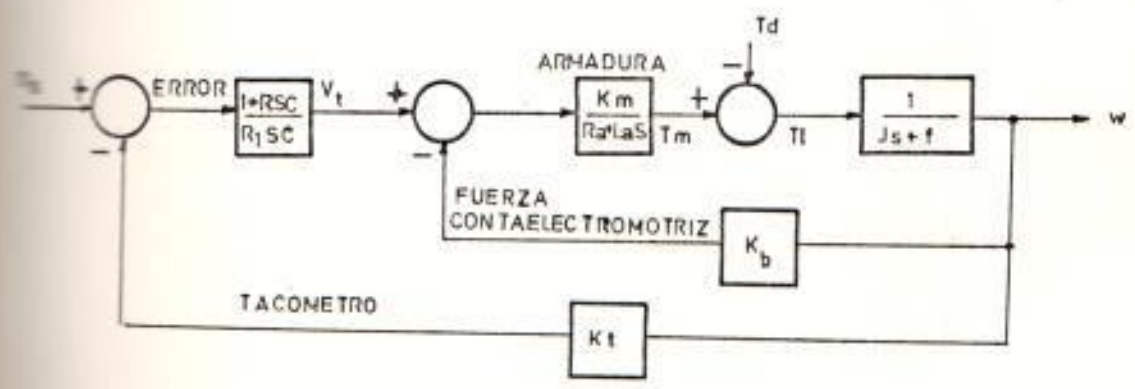 Td
ARMADURA
ERROR
+
1+RSC
R₁SC
Vt
+
Km
Ra+LaS
Tm
+
−
Tl
1
Js+f
w
−
−
FUERZA
CONTAELECTROMOTRIZ
Kb
TACOMETRO
Kt